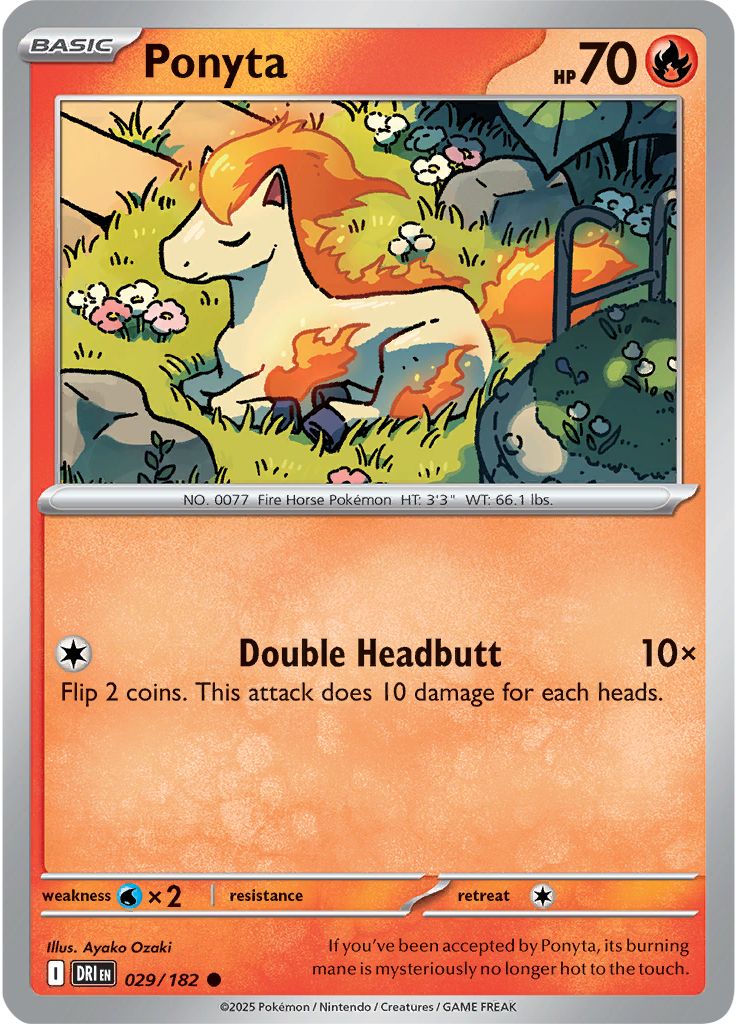 BASIC
Ponyta
HP 70
NO. 0077 Fire Horse Pokémon HT: 3'3" WT: 66.1 lbs.
Double Headbutt 10×
Flip 2 coins. This attack does 10 damage for each heads.
weakness ×2 resistance retreat
Illus. Ayako Ozaki
If you've been accepted by Ponyta, its burning
mane is mysteriously no longer hot to the touch.
I DRI EN 029/182
©2025 Pokémon / Nintendo / Creatures / GAME FREAK